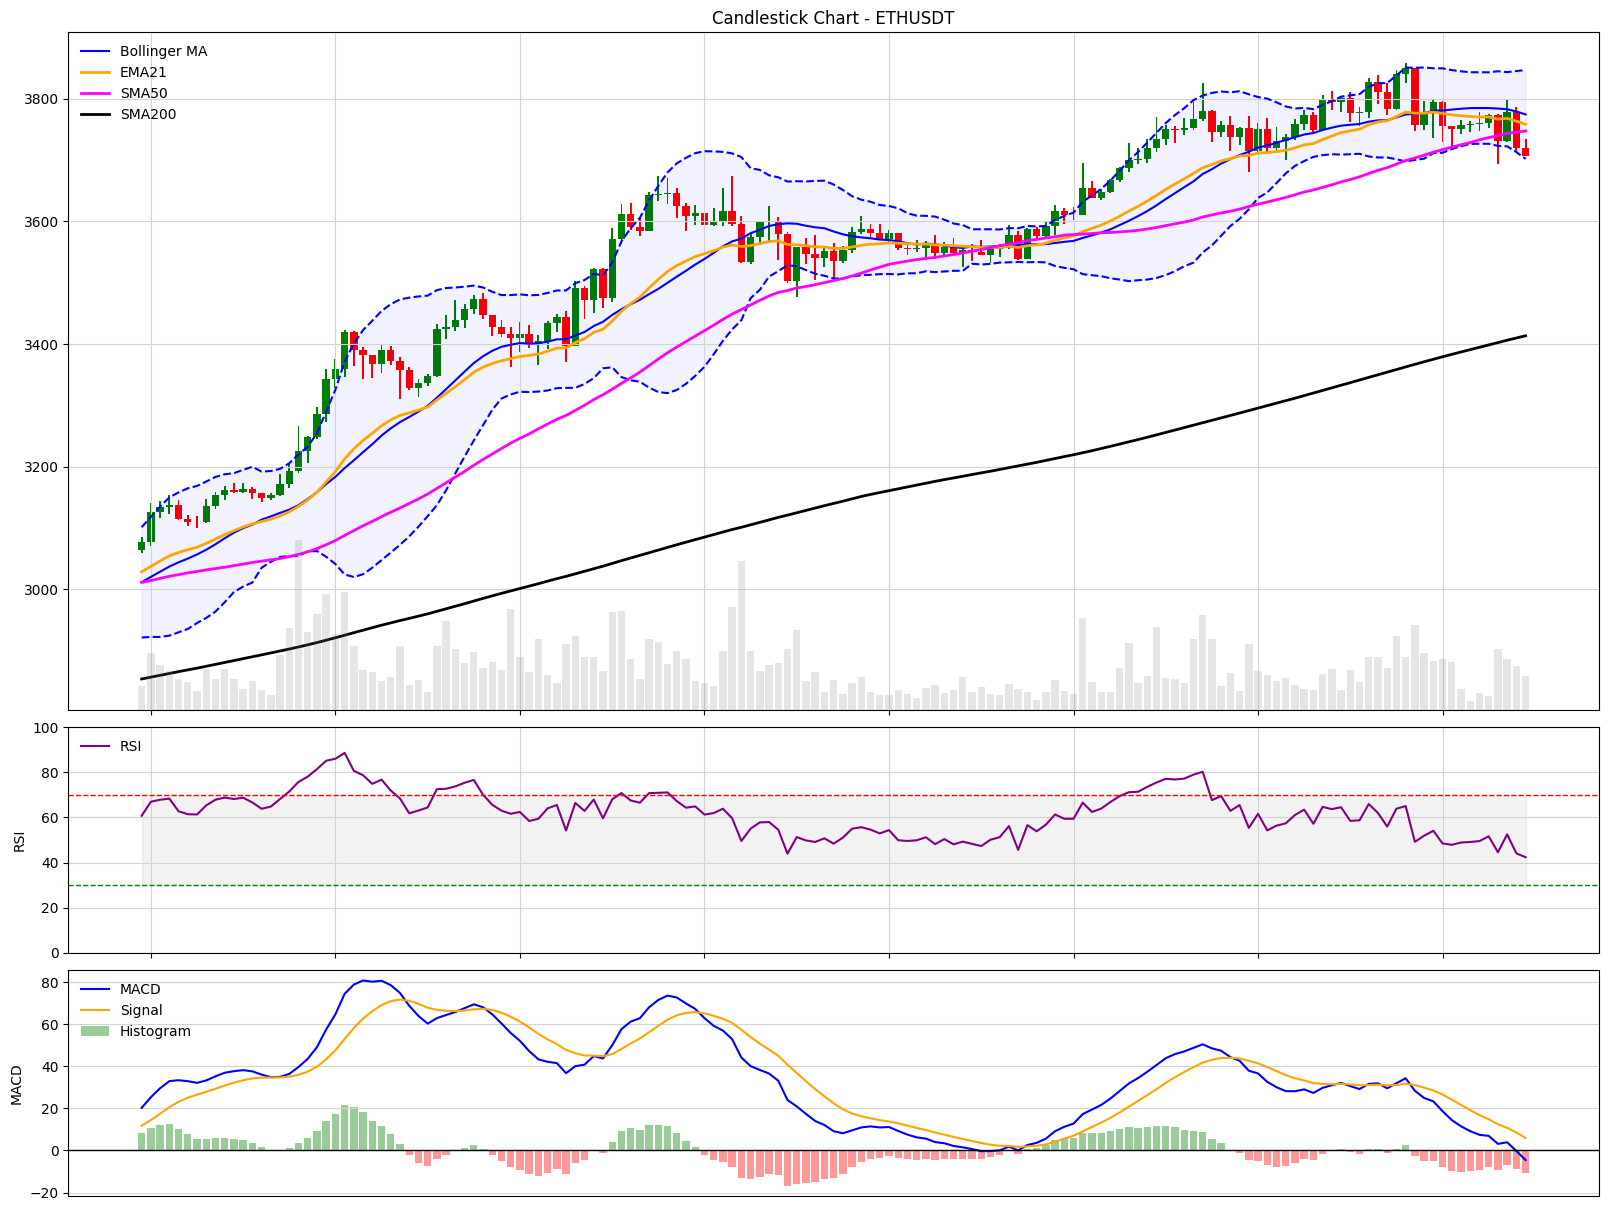 Candlestick Chart - ETHUSDT
Bollinger MA
EMA21
SMA50
SMA200
3800
3600
3400
3200
3000
RSI
100
80
60
40
20
0
RSI
MACD
Signal
Histogram
80
60
40
20
0
−20
MACD